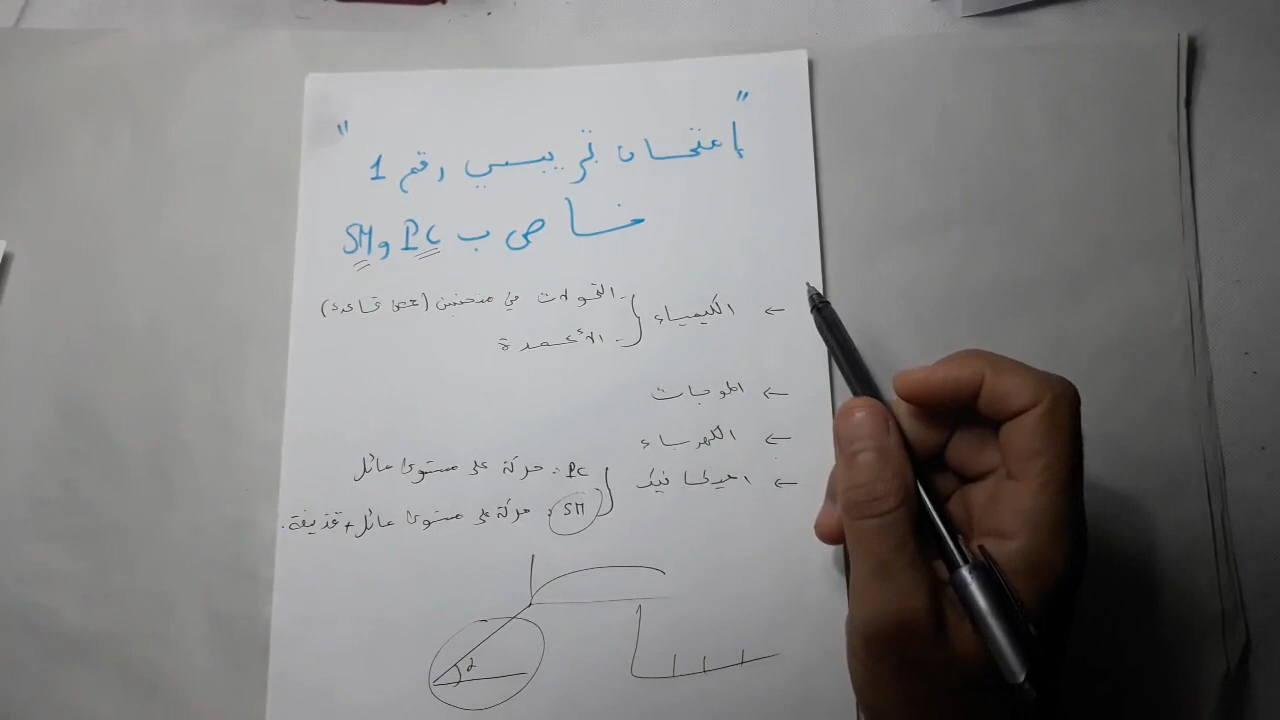 "إمتحان تجريبي رقم 1"
خاص ب PC و SM
← الكيمياء { - التحولات في منحنيين (حمض قاعدة)
- الأكسدة
← الموجات
← الكهرباء
← الميكانيك { PC: حركة على مستوى مائل
SM: حركة على مستوى مائل + قذيفة.
α